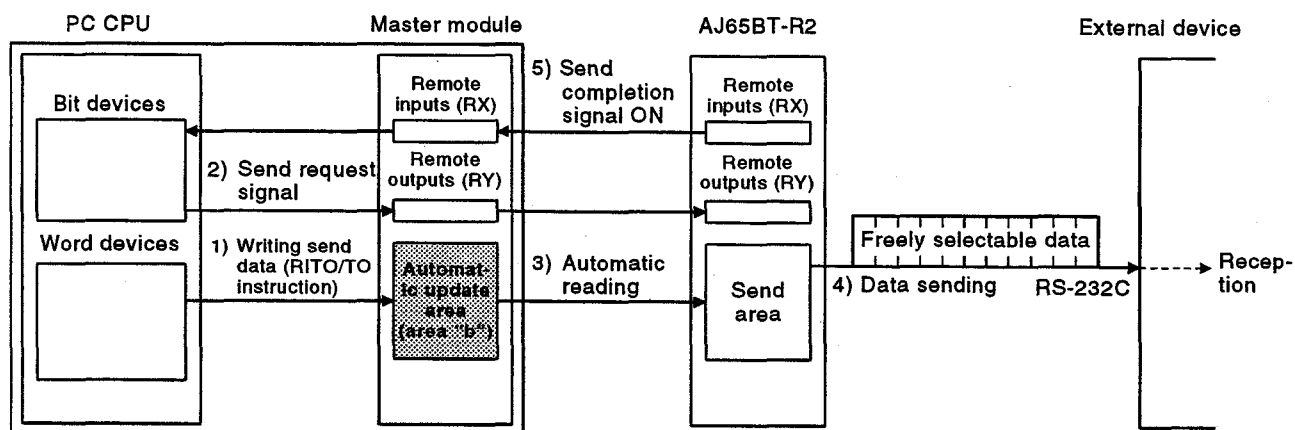 PC CPU
Master module
AJ65BT-R2
External device
Bit devices
Remote
inputs (RX)
5) Send
completion
signal ON
Remote
inputs (RX)
2) Send request
signal
Remote
outputs (RY)
Remote
outputs (RY)
Word devices
1) Writing send
data (RITO/TO
instruction)
Automat-
ic update
area
(area "b")
3) Automatic
reading
Send
area
Freely selectable data
4) Data sending
RS-232C
Recep-
tion